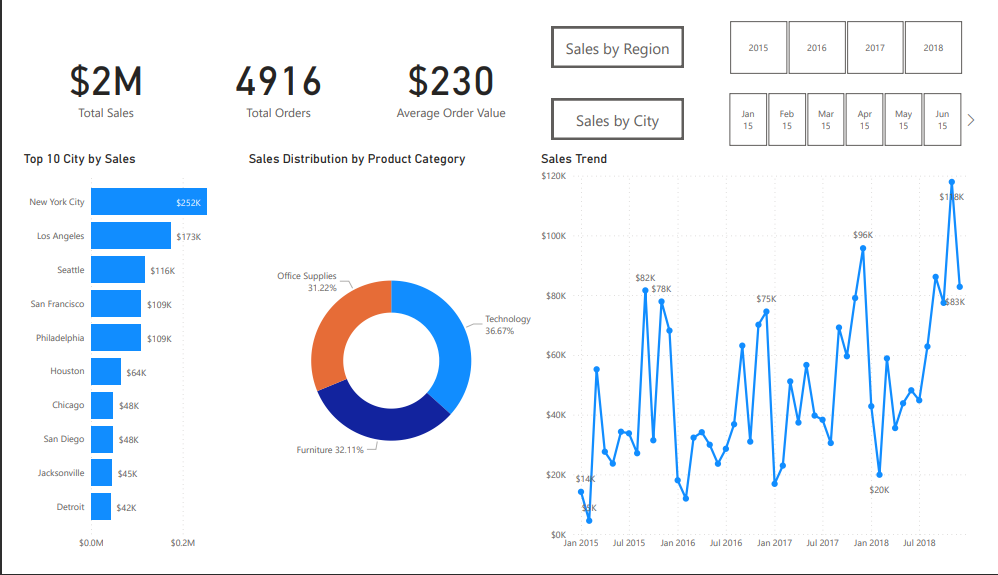 $2M
Total Sales
4916
Total Orders
$230
Average Order Value
Sales by Region
Sales by City
2015
2016
2017
2018
Jan
15
Feb
15
Mar
15
Apr
15
May
15
Jun
15
Top 10 City by Sales
New York City
$252K
Los Angeles
$173K
Seattle
$116K
San Francisco
$109K
Philadelphia
$109K
Houston
$64K
Chicago
$48K
San Diego
$48K
Jacksonville
$45K
Detroit
$42K
$0.0M
$0.2M
Sales Distribution by Product Category
Office Supplies
31.22%
Technology
36.67%
Furniture 32.11%
Sales Trend
$120K
$100K
$80K
$60K
$40K
$20K
$0K
$14K
$82K
$78K
$75K
$96K
$20K
$118K
$83K
Jan 2015
Jul 2015
Jan 2016
Jul 2016
Jan 2017
Jul 2017
Jan 2018
Jul 2018